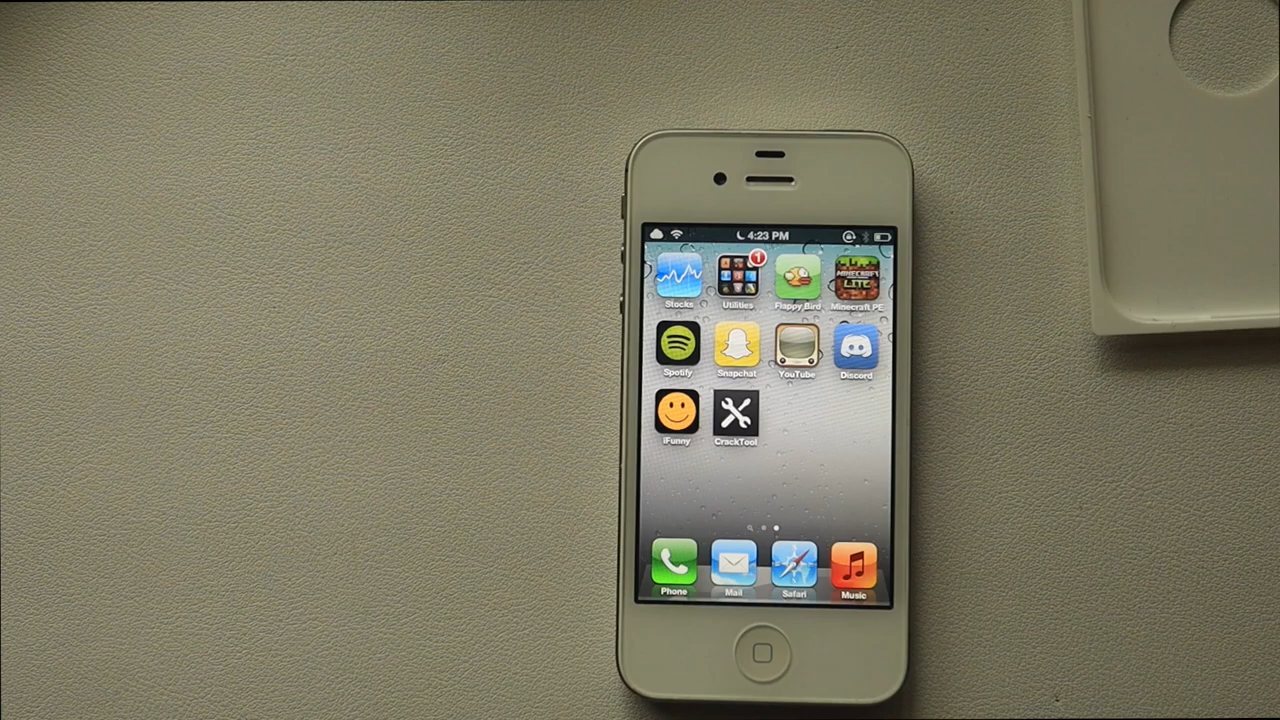 4:23 PM
1
MINECRAFT
LITE
Stocks Utilities Flappy Bird Minecraft PE
Spotify Snapchat YouTube Discord
iFunny CrackTool
Phone Mail Safari Music